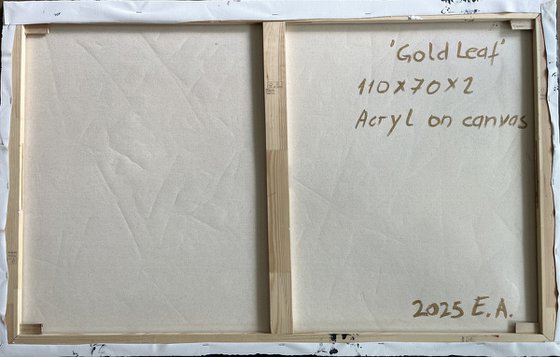 'Gold Leaf'
110x70x2
Acryl on canvas
2025 E.A.